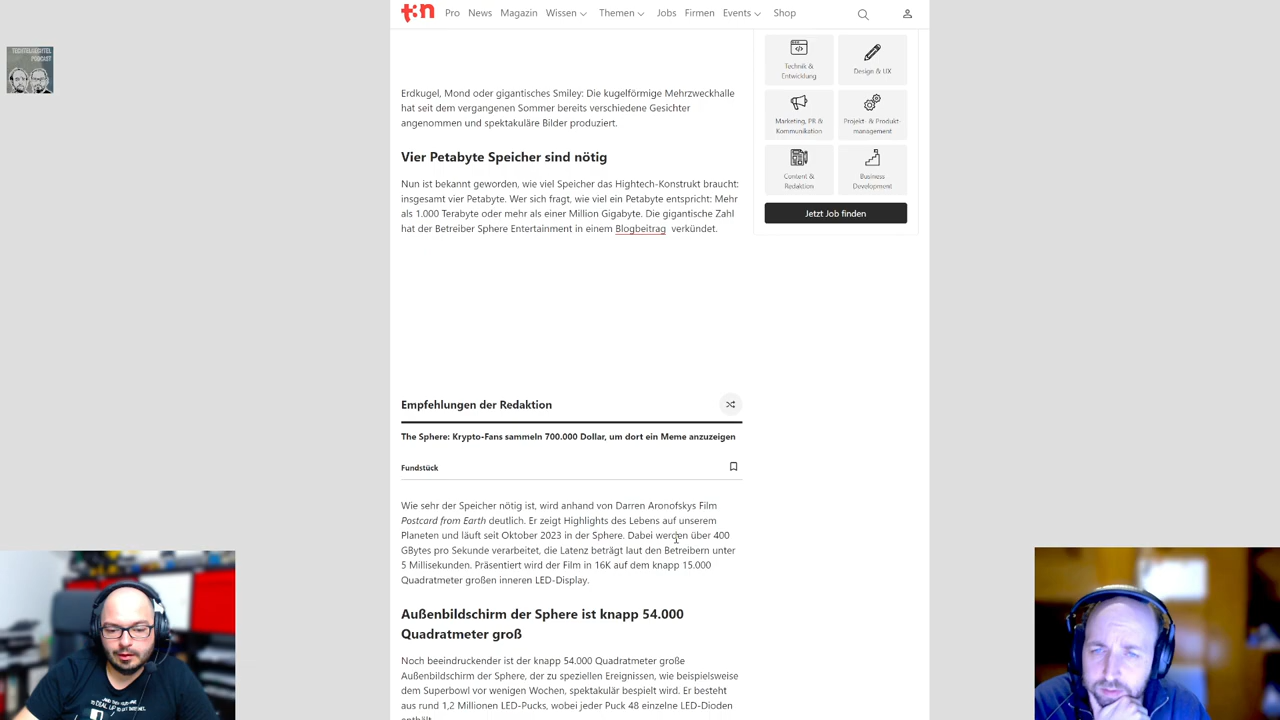 TECHTELMECHTEL
PODCAST
t3n Pro News Magazin Wissen Themen Jobs Firmen Events Shop
Technik &
Entwicklung
Design & UX
Marketing, PR &
Kommunikation
Projekt- & Produkt-
management
Content &
Redaktion
Business
Development
Jetzt Job finden
Erdkugel, Mond oder gigantisches Smiley: Die kugelförmige Mehrzweckhalle
hat seit dem vergangenen Sommer bereits verschiedene Gesichter
angenommen und spektakuläre Bilder produziert.
Vier Petabyte Speicher sind nötig
Nun ist bekannt geworden, wie viel Speicher das Hightech-Konstrukt braucht:
insgesamt vier Petabyte. Wer sich fragt, wie viel ein Petabyte entspricht: Mehr
als 1.000 Terabyte oder mehr als einer Million Gigabyte. Die gigantische Zahl
hat der Betreiber Sphere Entertainment in einem Blogbeitrag verkündet.
Empfehlungen der Redaktion
The Sphere: Krypto-Fans sammeln 700.000 Dollar, um dort ein Meme anzuzeigen
Fundstück
Wie sehr der Speicher nötig ist, wird anhand von Darren Aronofskys Film
Postcard from Earth deutlich. Er zeigt Highlights des Lebens auf unserem
Planeten und läuft seit Oktober 2023 in der Sphere. Dabei werden über 400
GBytes pro Sekunde verarbeitet, die Latenz beträgt laut den Betreibern unter
5 Millisekunden. Präsentiert wird der Film in 16K auf dem knapp 15.000
Quadratmeter großen inneren LED-Display.
Außenbildschirm der Sphere ist knapp 54.000
Quadratmeter groß
Noch beeindruckender ist der knapp 54.000 Quadratmeter große
Außenbildschirm der Sphere, der zu speziellen Ereignissen, wie beispielsweise
dem Superbowl vor wenigen Wochen, spektakulär bespielt wird. Er besteht
aus rund 1,2 Millionen LED-Pucks, wobei jeder Puck 48 einzelne LED-Dioden
enthält.